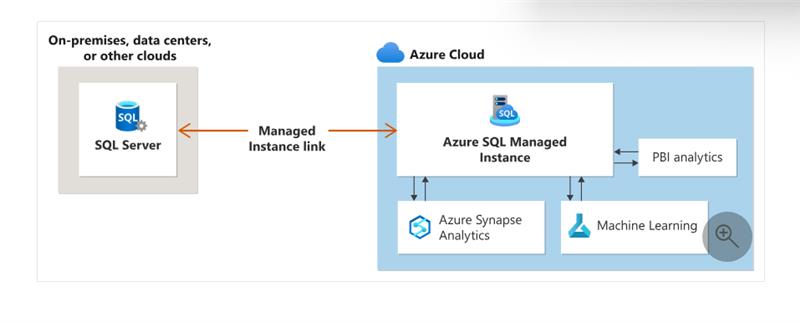 On-premises, data centers,
or other clouds
Azure Cloud
SQL
SQL Server
Managed
Instance link
SQL
Azure SQL Managed
Instance
PBI analytics
Azure Synapse
Analytics
Machine Learning